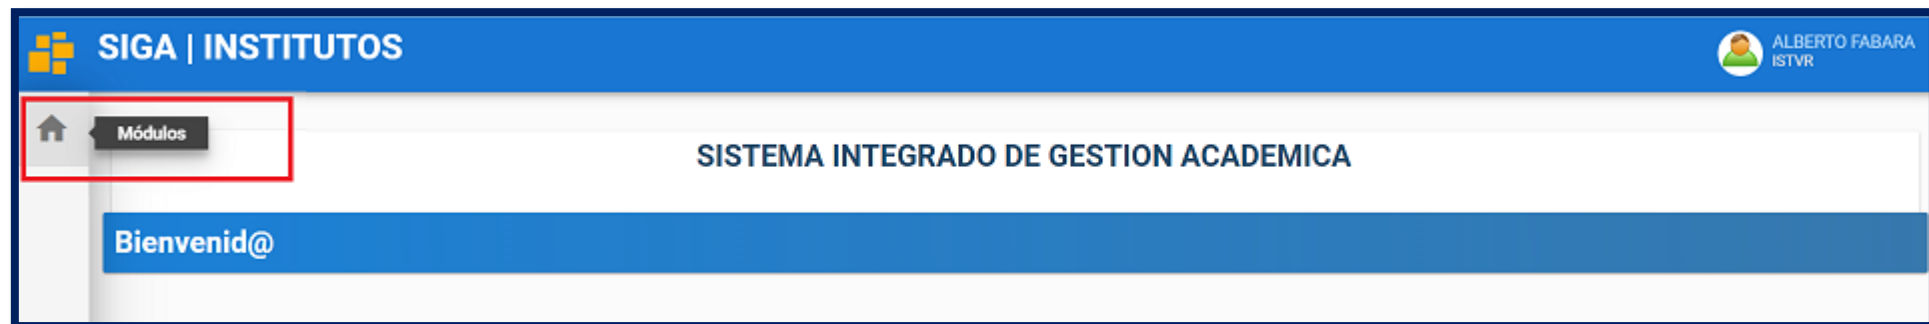 SIGA | INSTITUTOS
ALBERTO FABARA
ISTVR
Módulos
SISTEMA INTEGRADO DE GESTION ACADEMICA
Bienvenid@